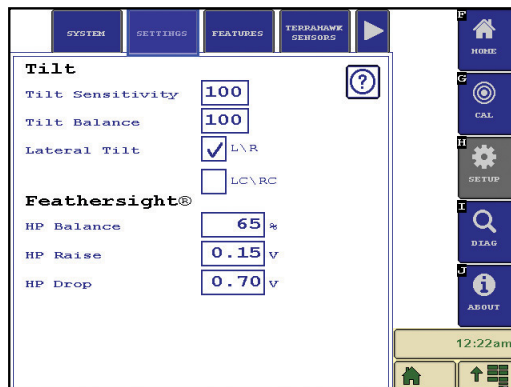 SYSTEM
SETTINGS
FEATURES
TERRAHAWK
SENSORS
Tilt
Tilt Sensitivity 100
Tilt Balance 100
Lateral Tilt L\R
LC\RC
Feathersight®
HP Balance 65 %
HP Raise 0.15 V
HP Drop 0.70 V
?
F
HOME
G
CAL
H
SETUP
I
DIAG
J
i
ABOUT
12:22am